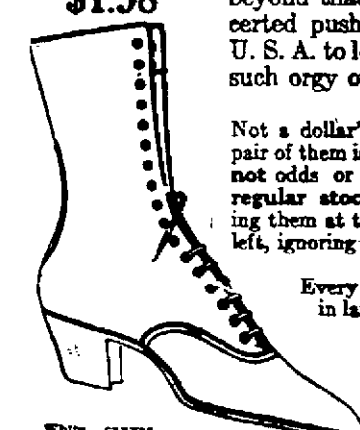 $1.98
beyond that
certed push
U. S. A. to l
such orgy o
Not a dollar'
pair of them i
not odds or
regular stoc
ing them at t
left, ignoring
Every
in la